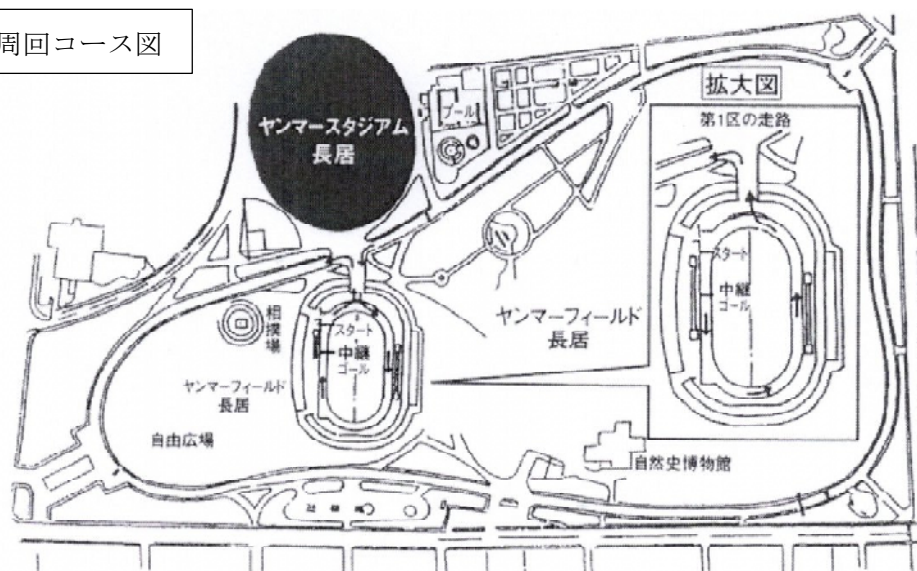 周回コース図
ヤンマースタジアム
長居
プール
拡大図
第1区の走路
スタート
中継
ゴール
相撲場
スタート
中継
ゴール
ヤンマーフィールド
長居
ヤンマーフィールド
長居
自由広場
自然史博物館